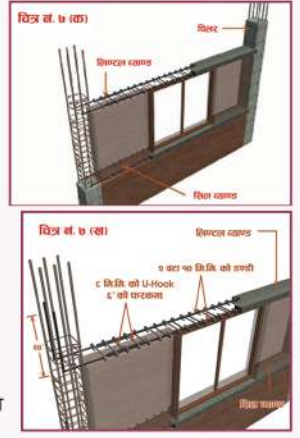 चित्र नं. ७ (क)
पिलर
लिण्टल ब्याण्ड
सिल ब्याण्ड
चित्र नं. ७ (ख)
लिण्टल ब्याण्ड
२ वटा १० मि.मि. को डण्डी
८ मि.मि. को U-Hook
६' को फरकमा
सिल ब्याण्ड